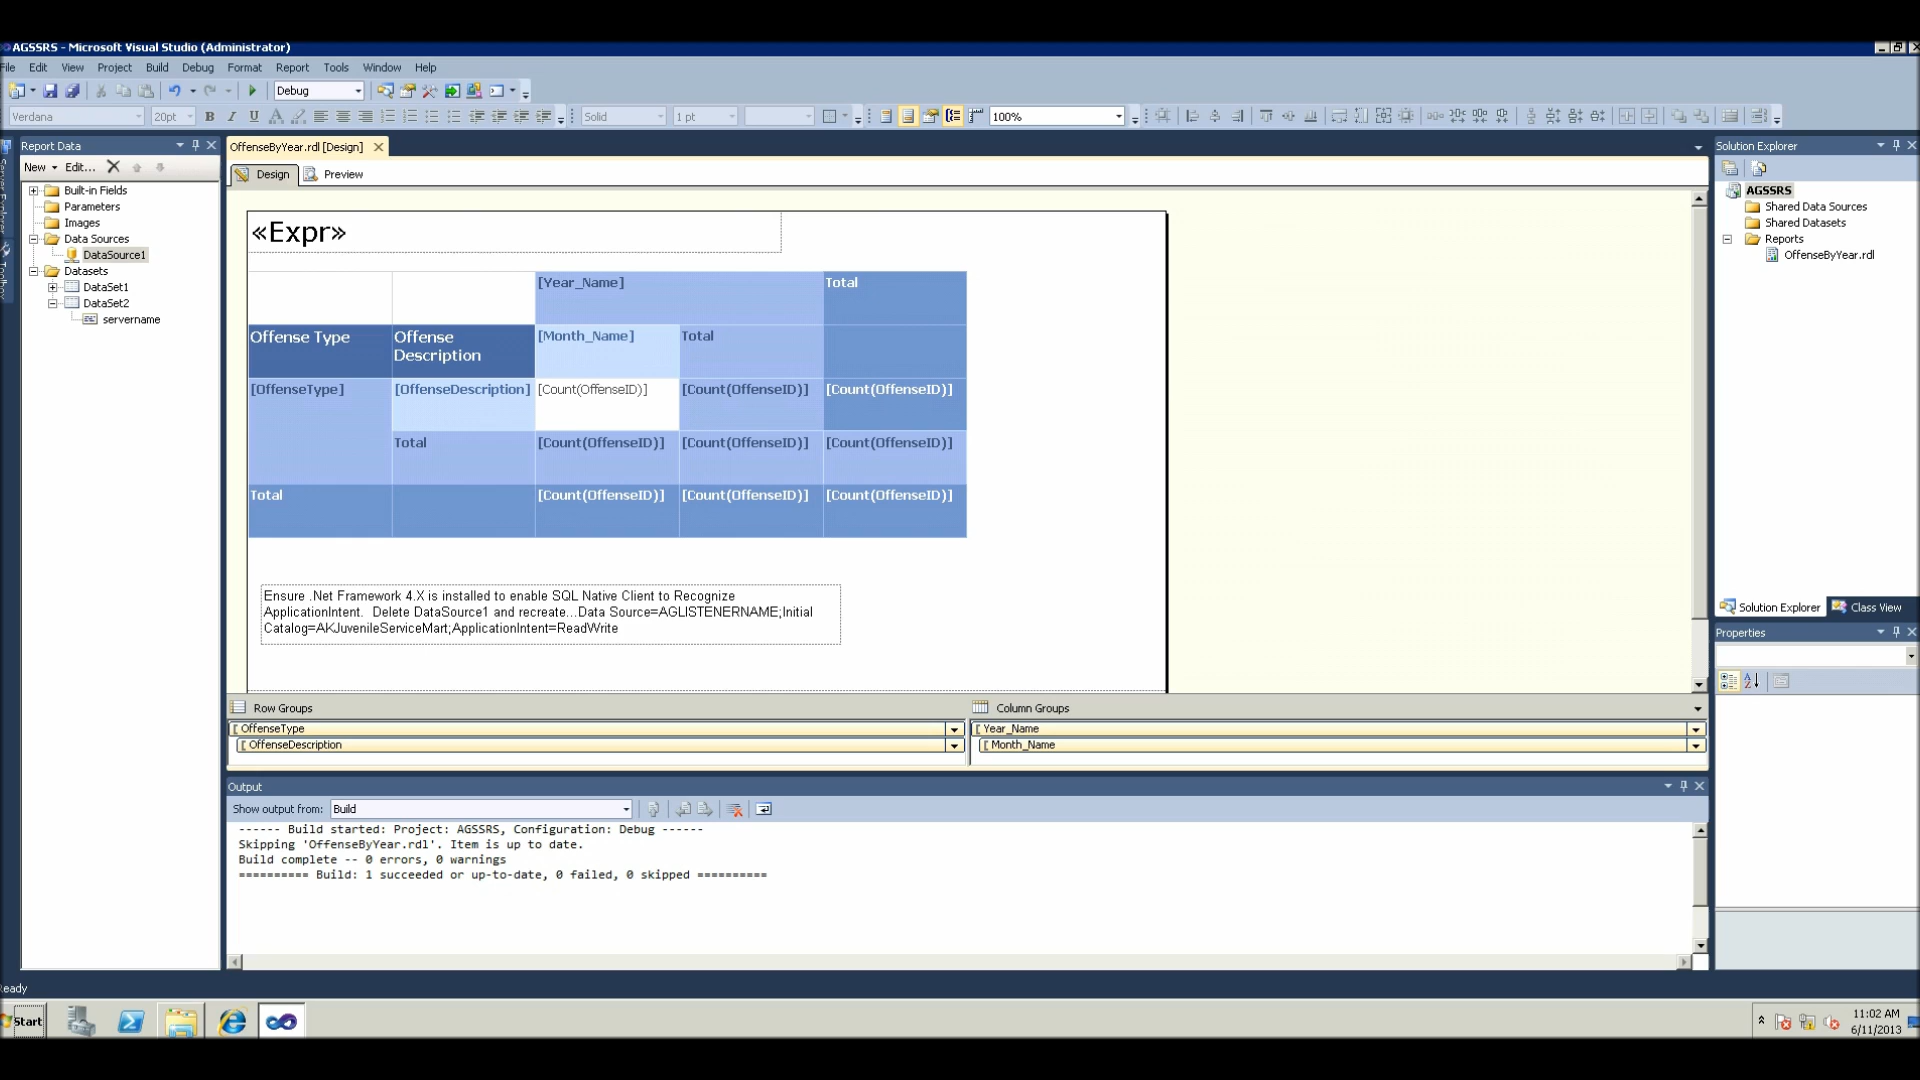 AGSSRS - Microsoft Visual Studio (Administrator)
File Edit View Project Build Debug Format Report Tools Window Help
Debug
Verdana 20pt B I U A Solid 1 pt 100%
Report Data
New Edit...
Built-in Fields
Parameters
Images
Data Sources
DataSource1
Datasets
DataSet1
DataSet2
servername
Server Explorer
Toolbox
OffenseByYear.rdl [Design]
Design Preview
«Expr»
[Year_Name] Total
Offense Type Offense Description [Month_Name] Total
[OffenseType] [OffenseDescription] [Count(OffenseID)] [Count(OffenseID)] [Count(OffenseID)]
Total [Count(OffenseID)] [Count(OffenseID)] [Count(OffenseID)]
Total [Count(OffenseID)] [Count(OffenseID)] [Count(OffenseID)]
Ensure .Net Framework 4.X is installed to enable SQL Native Client to Recognize
ApplicationIntent. Delete DataSource1 and recreate...Data Source=AGLISTENERNAME;Initial
Catalog=AKJuvenileServiceMart;ApplicationIntent=ReadWrite
Row Groups
[ OffenseType
[ OffenseDescription
Column Groups
[ Year_Name
[ Month_Name
Output
Show output from: Build
------ Build started: Project: AGSSRS, Configuration: Debug ------
Skipping 'OffenseByYear.rdl'. Item is up to date.
Build complete -- 0 errors, 0 warnings
========== Build: 1 succeeded or up-to-date, 0 failed, 0 skipped ==========
Solution Explorer
AGSSRS
Shared Data Sources
Shared Datasets
Reports
OffenseByYear.rdl
Solution Explorer Class View
Properties
Ready
Start
11:02 AM
6/11/2013